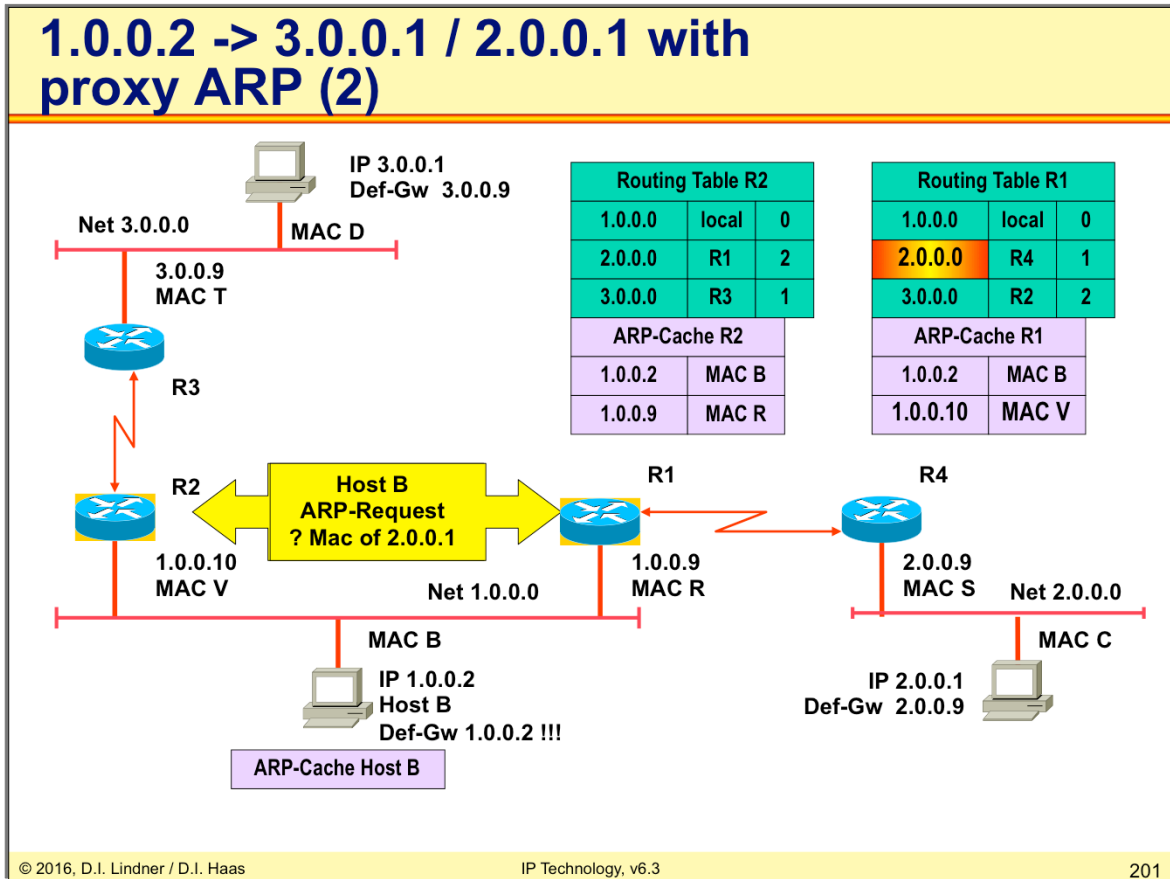 1.0.0.2 -> 3.0.0.1 / 2.0.0.1 with
proxy ARP (2)
IP 3.0.0.1
Def-Gw 3.0.0.9
Net 3.0.0.0
MAC D
3.0.0.9
MAC T
R3
Routing Table R2
1.0.0.0 local 0
2.0.0.0 R1 2
3.0.0.0 R3 1
ARP-Cache R2
1.0.0.2 MAC B
1.0.0.9 MAC R
Routing Table R1
1.0.0.0 local 0
2.0.0.0 R4 1
3.0.0.0 R2 2
ARP-Cache R1
1.0.0.2 MAC B
1.0.0.10 MAC V
R2
Host B
ARP-Request
? Mac of 2.0.0.1
R1
R4
1.0.0.10
MAC V
Net 1.0.0.0
1.0.0.9
MAC R
2.0.0.9
MAC S
Net 2.0.0.0
MAC B
MAC C
IP 1.0.0.2
Host B
Def-Gw 1.0.0.2 !!!
IP 2.0.0.1
Def-Gw 2.0.0.9
ARP-Cache Host B
© 2016, D.I. Lindner / D.I. Haas
IP Technology, v6.3
201